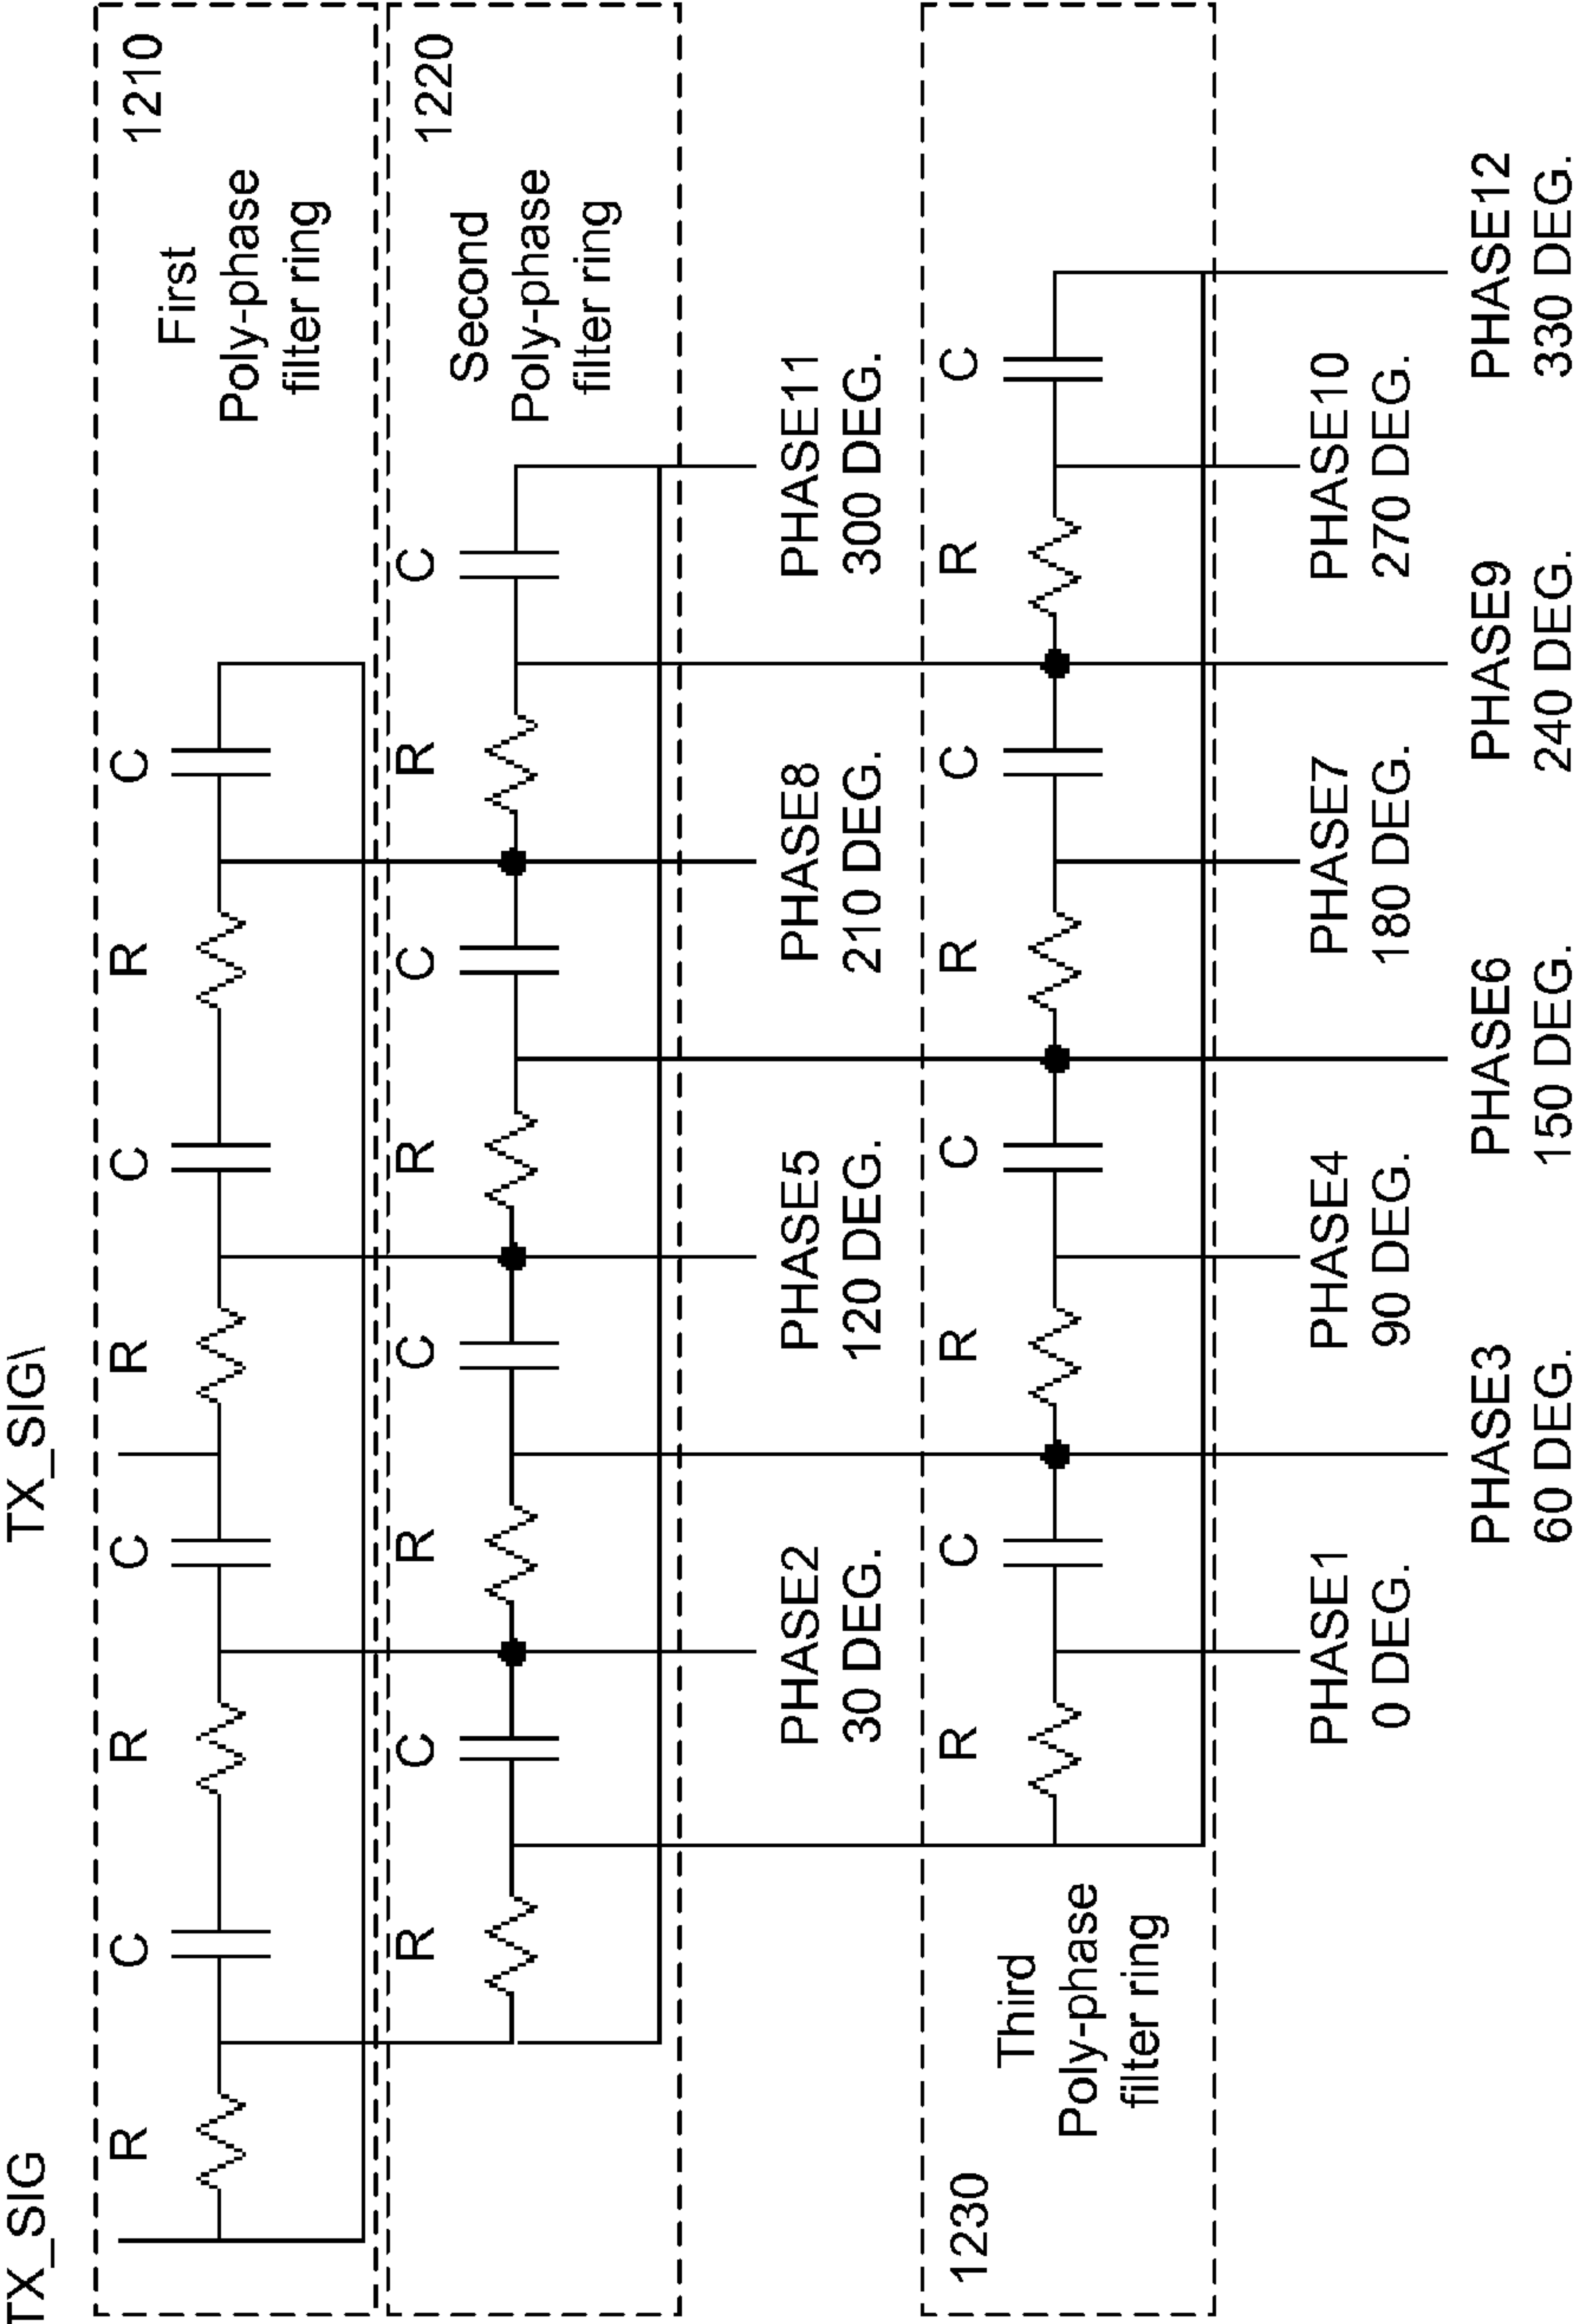 TX_SIG
TX_SIG\
R
C
R
C
R
C
R
C
First
Poly-phase
filter ring
1210
R
C
R
C
R
C
R
C
Second
Poly-phase
filter ring
1220
PHASE2
30 DEG.
PHASE5
120 DEG.
PHASE8
210 DEG.
PHASE11
300 DEG.
1230
Third
Poly-phase
filter ring
R
C
R
C
R
C
R
C
PHASE1
0 DEG.
PHASE4
90 DEG.
PHASE7
180 DEG.
PHASE10
270 DEG.
PHASE3
60 DEG.
PHASE6
150 DEG.
PHASE9
240 DEG.
PHASE12
330 DEG.